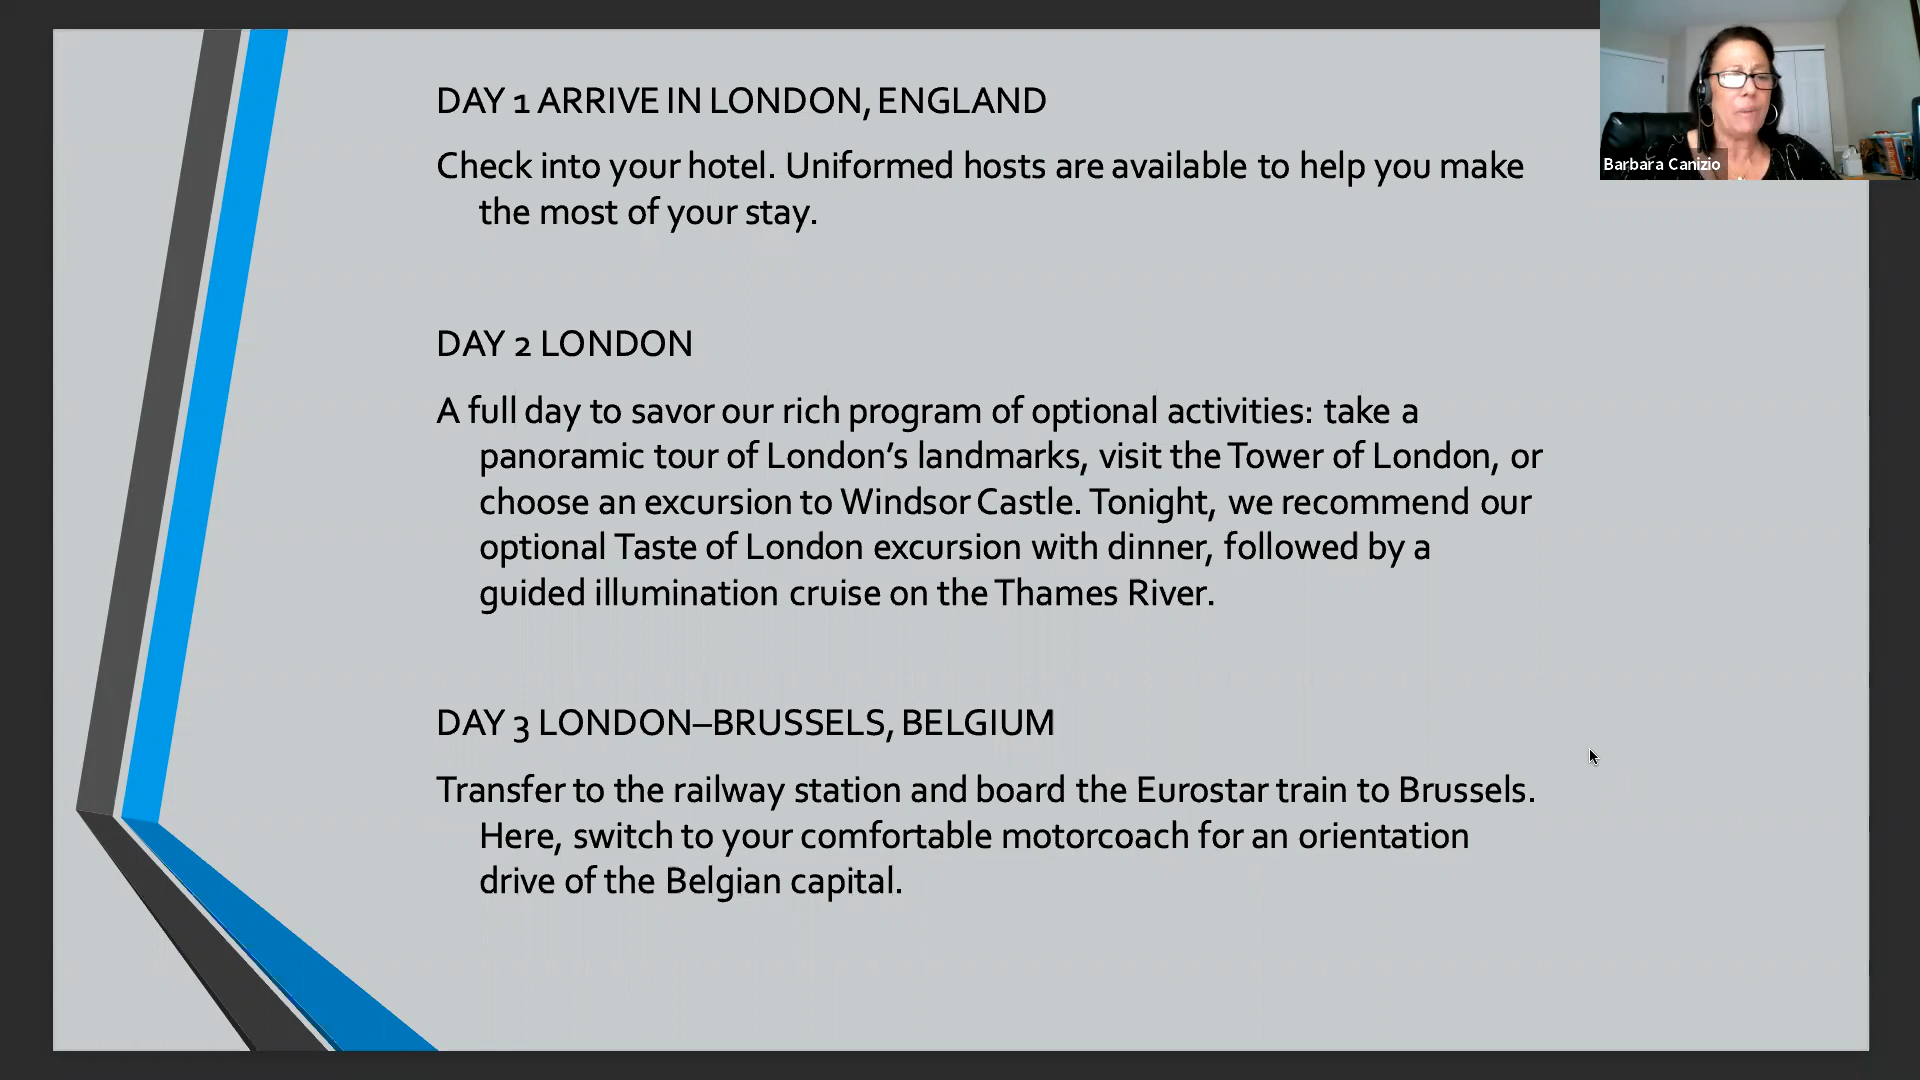 DAY 1 ARRIVE IN LONDON, ENGLAND
Check into your hotel. Uniformed hosts are available to help you make
the most of your stay.
Barbara Canizio
DAY 2 LONDON
A full day to savor our rich program of optional activities: take a
panoramic tour of London’s landmarks, visit the Tower of London, or
choose an excursion to Windsor Castle. Tonight, we recommend our
optional Taste of London excursion with dinner, followed by a
guided illumination cruise on the Thames River.
DAY 3 LONDON–BRUSSELS, BELGIUM
Transfer to the railway station and board the Eurostar train to Brussels.
Here, switch to your comfortable motorcoach for an orientation
drive of the Belgian capital.